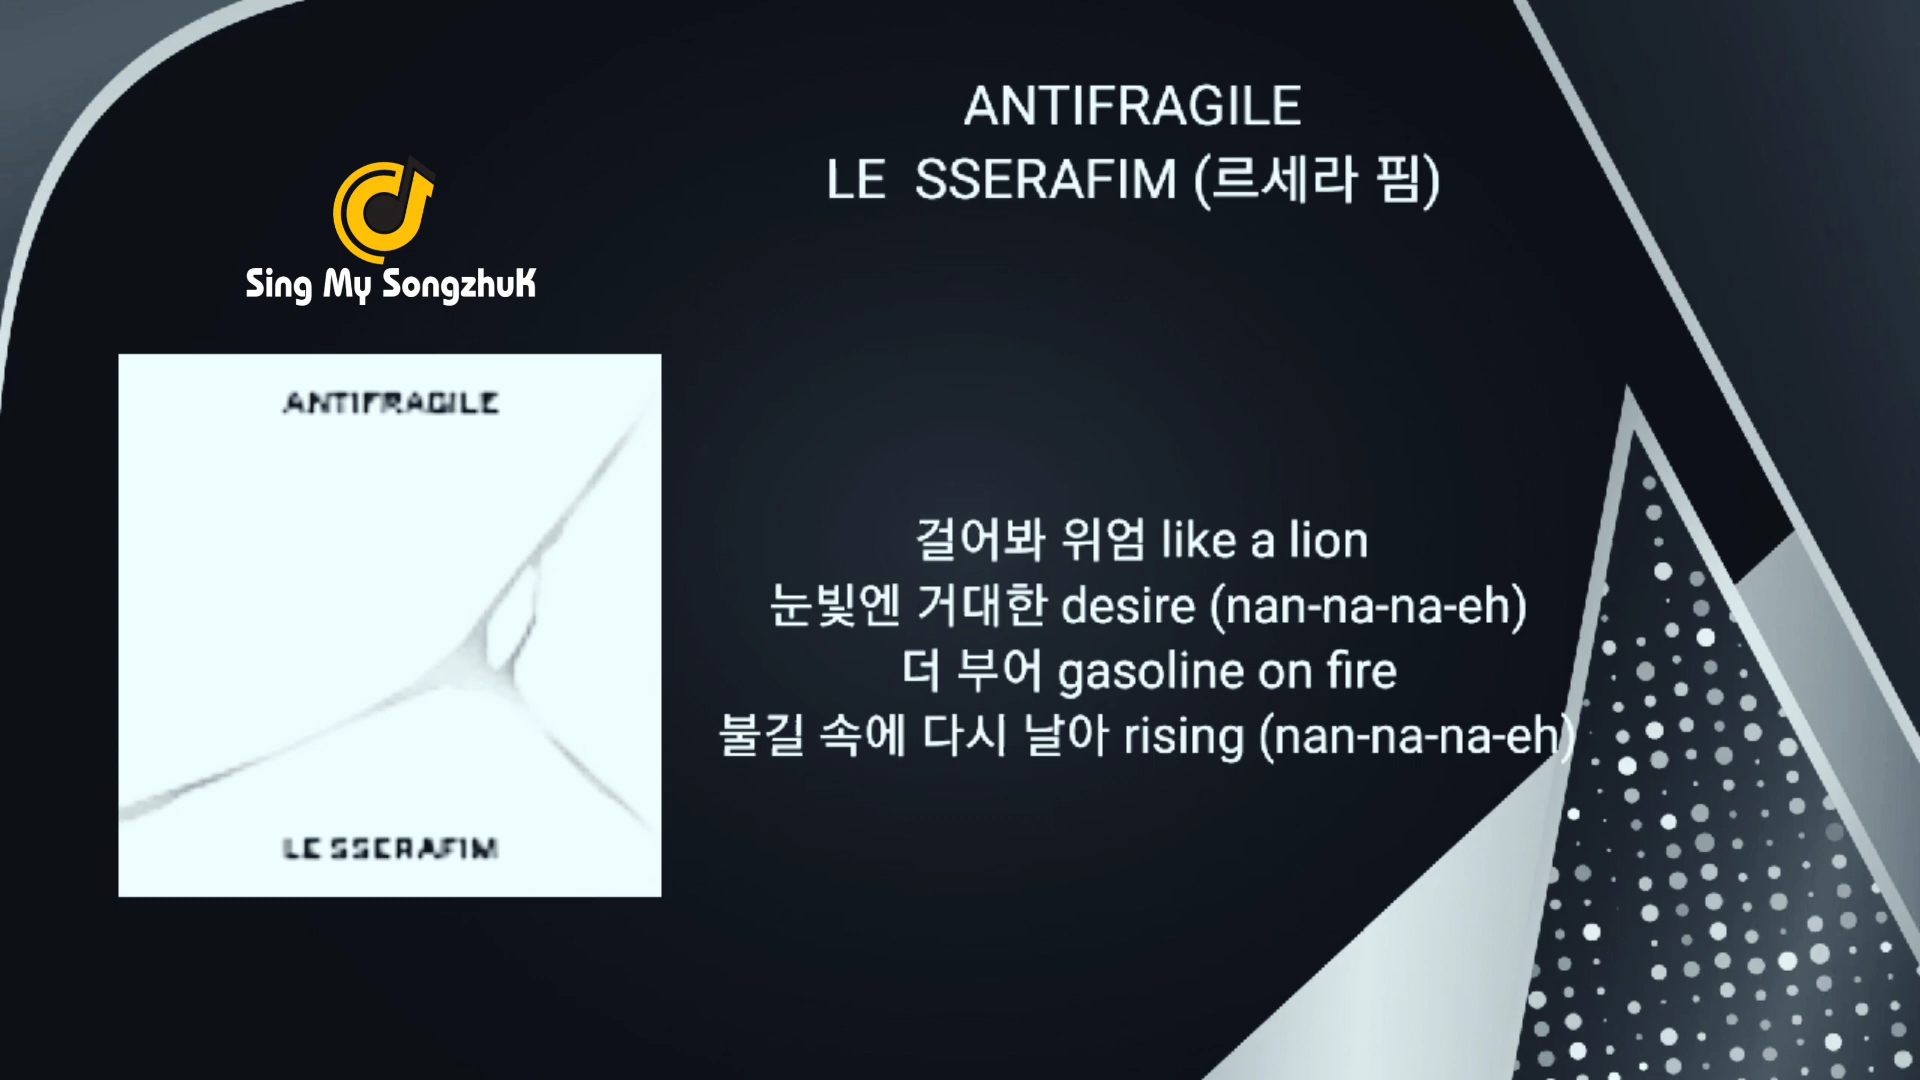 ANTIFRAGILE
LE SSERAFIM (르세라 핌)
Sing My SongzhuK
ANTIFRAGILE
LE SSERAFIM
걸어봐 위엄 like a lion
눈빛엔 거대한 desire (nan-na-na-eh)
더 부어 gasoline on fire
불길 속에 다시 날아 rising (nan-na-na-eh)